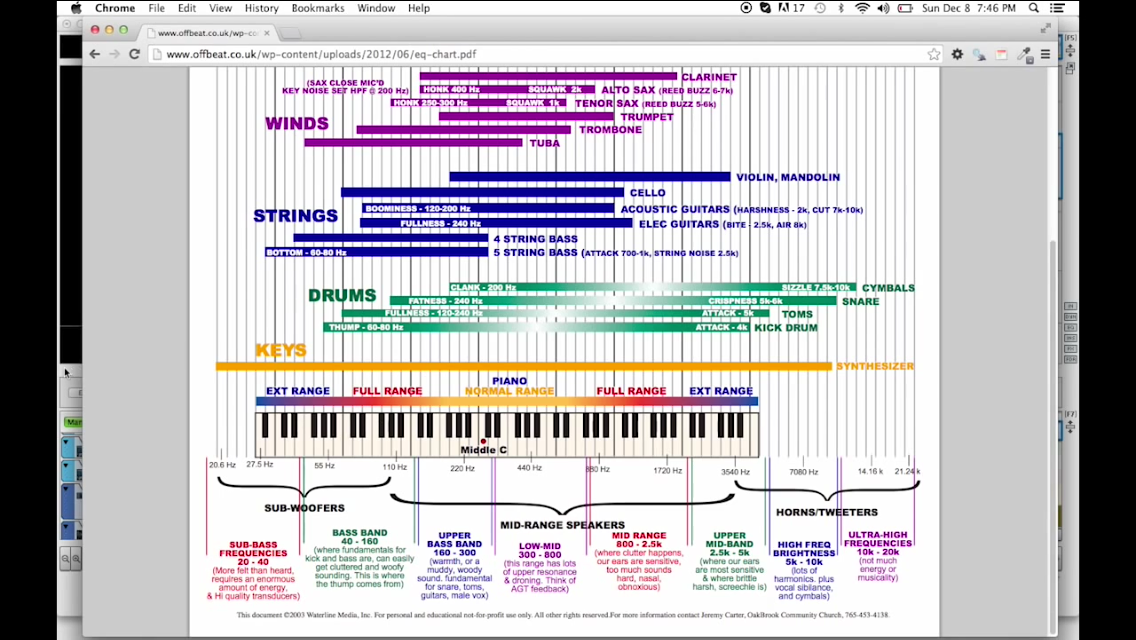 Chrome File Edit View History Bookmarks Window Help
17 Sun Dec 8 7:46 PM
www.offbeat.co.uk/wp-co
www.offbeat.co.uk/wp-content/uploads/2012/06/eq-chart.pdf
CLARINET
(SAX CLOSE MIC'D
KEY NOISE SET HPF @ 200 Hz)
HONK 400 Hz SQUAWK 2k ALTO SAX (REED BUZZ 6-7k)
HONK 250-300 Hz SQUAWK 1k TENOR SAX (REED BUZZ 5-6k)
WINDS
TRUMPET
TROMBONE
TUBA
VIOLIN, MANDOLIN
CELLO
STRINGS
BOOMINESS - 120-200 Hz ACOUSTIC GUITARS (HARSHNESS - 2k, CUT 7k-10k)
FULLNESS - 240 Hz ELEC GUITARS (BITE - 2.5k, AIR 8k)
4 STRING BASS
BOTTOM - 60-80 Hz 5 STRING BASS (ATTACK 700-1k, STRING NOISE 2.5k)
CLANK - 200 Hz SIZZLE 7.5k-10k CYMBALS
DRUMS
FATNESS - 240 Hz CRISPNESS 5k-6k SNARE
FULLNESS - 120-240 Hz ATTACK - 5k TOMS
THUMP - 60-80 Hz ATTACK - 4k KICK DRUM
KEYS
SYNTHESIZER
PIANO
EXT RANGE FULL RANGE NORMAL RANGE FULL RANGE EXT RANGE
Middle C
20.6 Hz 27.5 Hz 55 Hz 110 Hz 220 Hz 440 Hz 880 Hz 1720 Hz 3540 Hz 7080 Hz 14.16 k 21.24 k
SUB-WOOFERS
MID-RANGE SPEAKERS
HORNS/TWEETERS
SUB-BASS
FREQUENCIES
20 - 40
(More felt than heard,
requires an enormous
amount of energy,
& Hi quality transducers)
BASS BAND
40 - 160
(where fundamentals for
kick and bass are, can easily
get cluttered and woofy
sounding. This is where
the thump comes from)
UPPER
BASS BAND
160 - 300
(warmth, or a
muddy, woody
sound, fundamental
for snare, toms,
guitars, male vox)
LOW-MID
300 - 800
(this range has lots
of upper resonance
& droning. Think of
AGT feedback)
MID RANGE
800 - 2.5k
(where clutter happens,
our ears are sensitive,
too much sounds
hard, nasal,
obnoxious)
UPPER
MID-BAND
2.5k - 5k
(where our ears
are most sensitive
& where brittle
harsh, screechie is)
HIGH FREQ
BRIGHTNESS
5k - 10k
(lots of
harmonics. plus
vocal sibilance,
and cymbals)
ULTRA-HIGH
FREQUENCIES
10k - 20k
(not much
energy or
musicality)
This document ©2003 Waterline Media, Inc. For personal and educational not-for-profit use only. All other rights reserved.For more information contact Jeremy Carter, OakBrook Community Church, 765-453-4138.
[F5]
[F7]
Mar